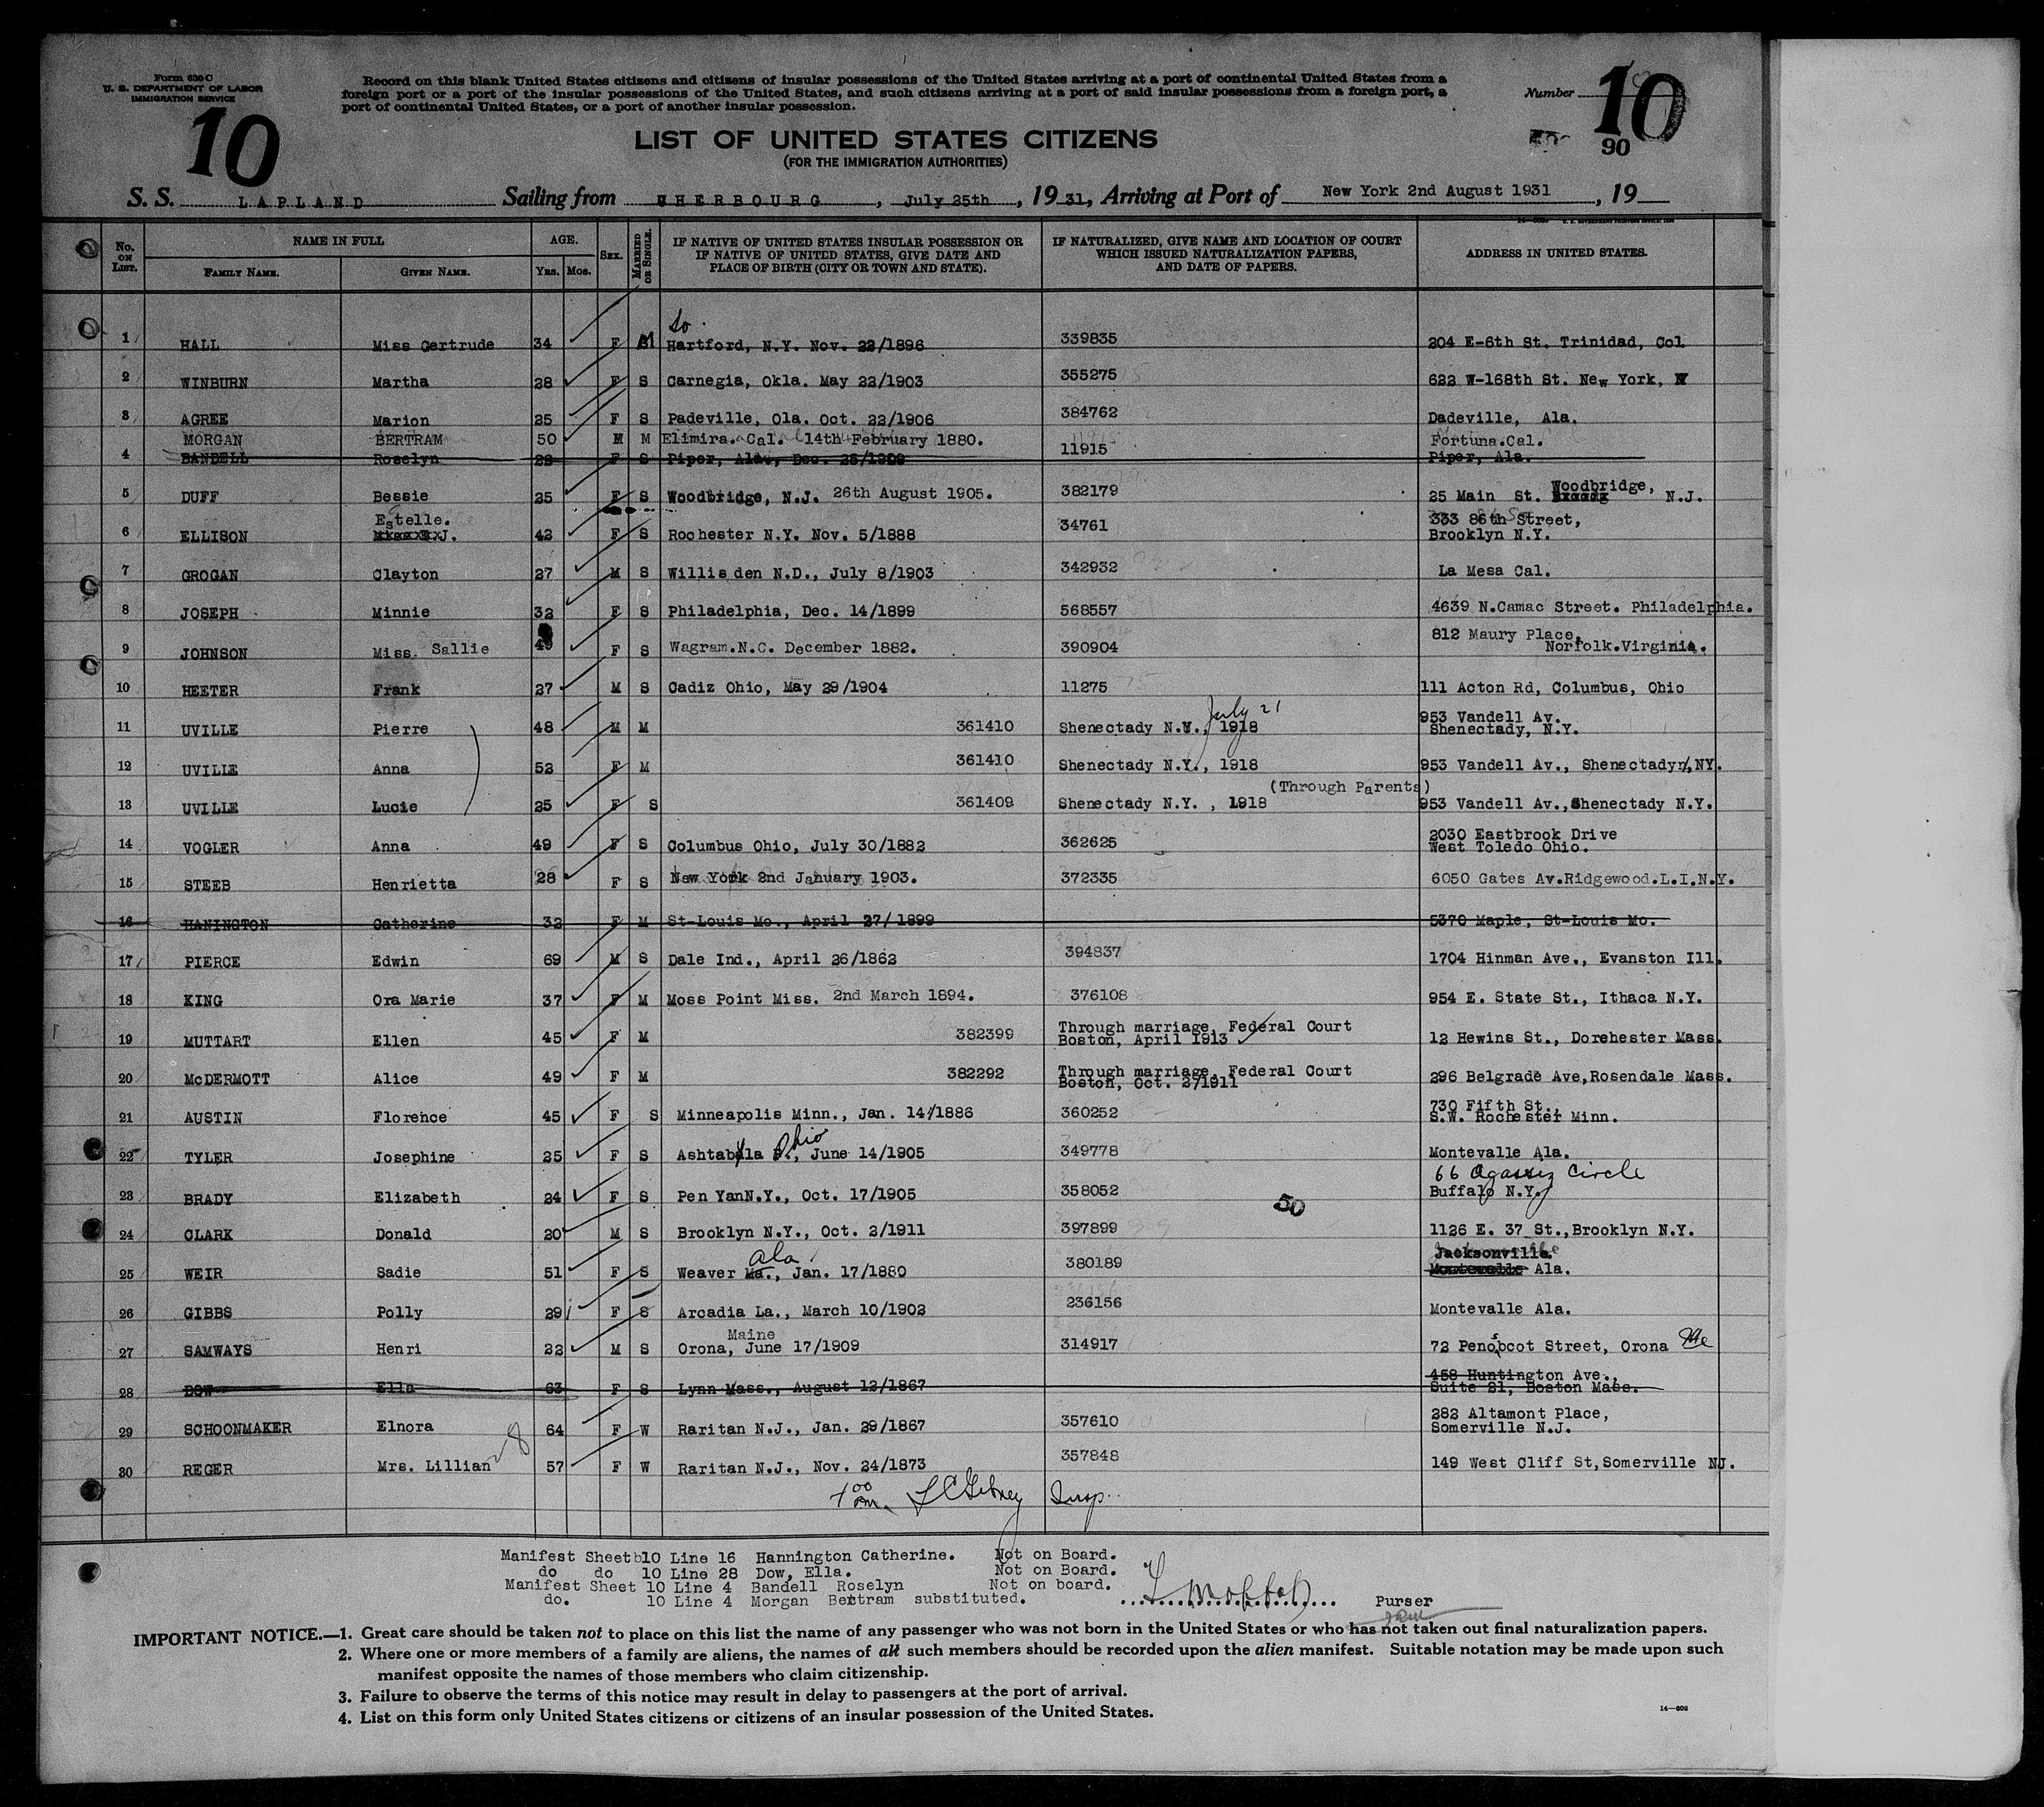 Form 630 C
U. S. DEPARTMENT OF LABOR
IMMIGRATION SERVICE
10
Record on this blank United States citizens and citizens of insular possessions of the United States arriving at a port of continental United States from a
foreign port or a port of the insular possessions of the United States, and such citizens arriving at a port of said insular possessions from a foreign port, a
port of continental United States, or a port of another insular possession.
Number 10
90
LIST OF UNITED STATES CITIZENS
(FOR THE IMMIGRATION AUTHORITIES)
S. S. LAPLAND Sailing from CHERBOURG, July 25th, 1931, Arriving at Port of New York 2nd August 1931, 19
No. ON LIST. NAME IN FULL AGE. SEX. MARRIED OR SINGLE. IF NATIVE OF UNITED STATES INSULAR POSSESSION OR IF NATIVE OF UNITED STATES, GIVE DATE AND PLACE OF BIRTH (CITY OR TOWN AND STATE). IF NATURALIZED, GIVE NAME AND LOCATION OF COURT WHICH ISSUED NATURALIZATION PAPERS, AND DATE OF PAPERS. ADDRESS IN UNITED STATES.
FAMILY NAME. GIVEN NAME. YRS. MOS.
So.
1 HALL Miss Gertrude 34 F M Hartford, N.Y. Nov. 22/1896 339835 204 E-6th St. Trinidad, Col
2 WINBURN Martha 28 F S Carnegia, Okla. May 22/1903 355275 622 W-168th St. New York, N
3 AGREE Marion 25 F S Padeville, Ola. Oct. 22/1906 384762 Dadeville, Ala.
MORGAN BERTRAM 50 M M Elimira. Cal. 14th February 1880. 11915 Fortuna.Cal.
4 BANDELL Roselyn 22 F S Piper, Ala., Dec. 25/1909 Piper, Ala.
5 DUFF Bessie 25 F S Woodbridge, N.J. 26th August 1905. 382179 25 Main St. Woodbridge, N.J.
Estelle. 333 86th Street,
6 ELLISON J. 42 F S Rochester N.Y. Nov. 5/1888 34761 Brooklyn N.Y.
7 GROGAN Clayton 27 M S Willisden N.D., July 8/1903 342932 La Mesa Cal.
8 JOSEPH Minnie 32 F S Philadelphia, Dec. 14/1899 568557 4639 N.Camac Street. Philadelphia.
812 Maury Place,
9 JOHNSON Miss. Sallie 49 F S Wagram.N.C. December 1882. 390904 Norfolk.Virginia.
10 HEETER Frank 27 M S Cadiz Ohio, May 29/1904 11275 111 Acton Rd, Columbus, Ohio
July 21 953 Vandell Av.
11 UVILLE Pierre 48 M M 361410 Shenectady N.Y., 1918 Shenectady, N.Y.
12 UVILLE Anna 52 F M 361410 Shenectady N.Y., 1918 953 Vandell Av., Shenectady, NY.
(Through Parents)
13 UVILLE Lucie 25 F S 361409 Shenectady N.Y. , 1918 953 Vandell Av., Shenectady N.Y.
2030 Eastbrook Drive
14 VOGLER Anna 49 F S Columbus Ohio, July 30/1882 362625 West Toledo Ohio.
15 STEEB Henrietta 28 F S New York 2nd January 1903. 372335 6050 Gates Av.Ridgewood.L.I.N.Y.
16 HANINGTON Catherine 32 F M St-Louis Mo., April 27/1899 5370 Maple, St-Louis Mo.
17 PIERCE Edwin 69 M S Dale Ind., April 26/1862 394837 1704 Hinman Ave., Evanston Ill.
18 KING Ora Marie 37 F M Moss Point Miss. 2nd March 1894. 376108 954 E. State St., Ithaca N.Y.
Through marriage, Federal Court
19 MUTTART Ellen 45 F M 382399 Boston, April 1913 12 Hewins St., Dorchester Mass.
Through marriage, Federal Court
20 McDERMOTT Alice 49 F M 382292 Boston, Oct. 2/1911 296 Belgrade Ave,Rosendale Mass.
730 Fifth St.,
21 AUSTIN Florence 45 F S Minneapolis Minn., Jan. 14/1886 360252 S.W. Rochester Minn.
Ohio
22 TYLER Josephine 25 F S Ashtabula O., June 14/1905 349778 Montevalle Ala.
66 Agassiz Circle
23 BRADY Elizabeth 24 F S Pen YanN.Y., Oct. 17/1905 358052 Buffalo N.Y.
50
24 CLARK Donald 20 M S Brooklyn N.Y., Oct. 2/1911 397899 1126 E. 37 St.,Brooklyn N.Y.
Ala. Jacksonville
25 WEIR Sadie 51 F S Weaver Ma., Jan. 17/1880 380189 Montevalle Ala.
26 GIBBS Polly 29 F S Arcadia La., March 10/1902 236156 Montevalle Ala.
Maine
27 SAMWAYS Henri 22 M S Orona, June 17/1909 314917 72 Penobscot Street, Orona Me
458 Huntington Ave.,
28 DOW Ella 63 F S Lynn Mass., August 12/1867 Suite 21, Boston Mass.
282 Altamont Place,
29 SCHOONMAKER Elnora 64 F W Raritan N.J., Jan. 29/1867 357610 Somerville N.J.
30 REGER Mrs. Lillian 57 F W Raritan N.J., Nov. 24/1873 357848 149 West Cliff St,Somerville NJ.
Insp.
Manifest Sheet 10 Line 16 Hannington Catherine. Not on Board.
do do 10 Line 28 Dow, Ella. Not on Board.
Manifest Sheet 10 Line 4 Bandell Roselyn Not on board.
do. 10 Line 4 Morgan Bertram substituted.
Purser
IMPORTANT NOTICE.—1. Great care should be taken not to place on this list the name of any passenger who was not born in the United States or who has not taken out final naturalization papers.
2. Where one or more members of a family are aliens, the names of all such members should be recorded upon the alien manifest. Suitable notation may be made upon such
manifest opposite the names of those members who claim citizenship.
3. Failure to observe the terms of this notice may result in delay to passengers at the port of arrival.
4. List on this form only United States citizens or citizens of an insular possession of the United States.